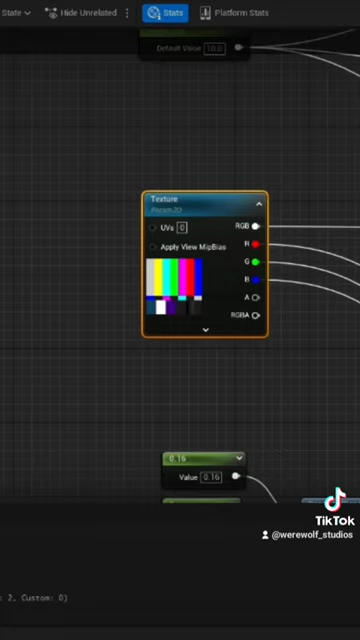 State
Hide Unrelated
Stats
Platform Stats
Default Value 10.0
Texture
Param2D
UVs 0
RGB
R
Apply View MipBias
G
B
A
RGBA
0.16
Value 0.16
TikTok
@werewolf_studios
: 2, Custom: 0)